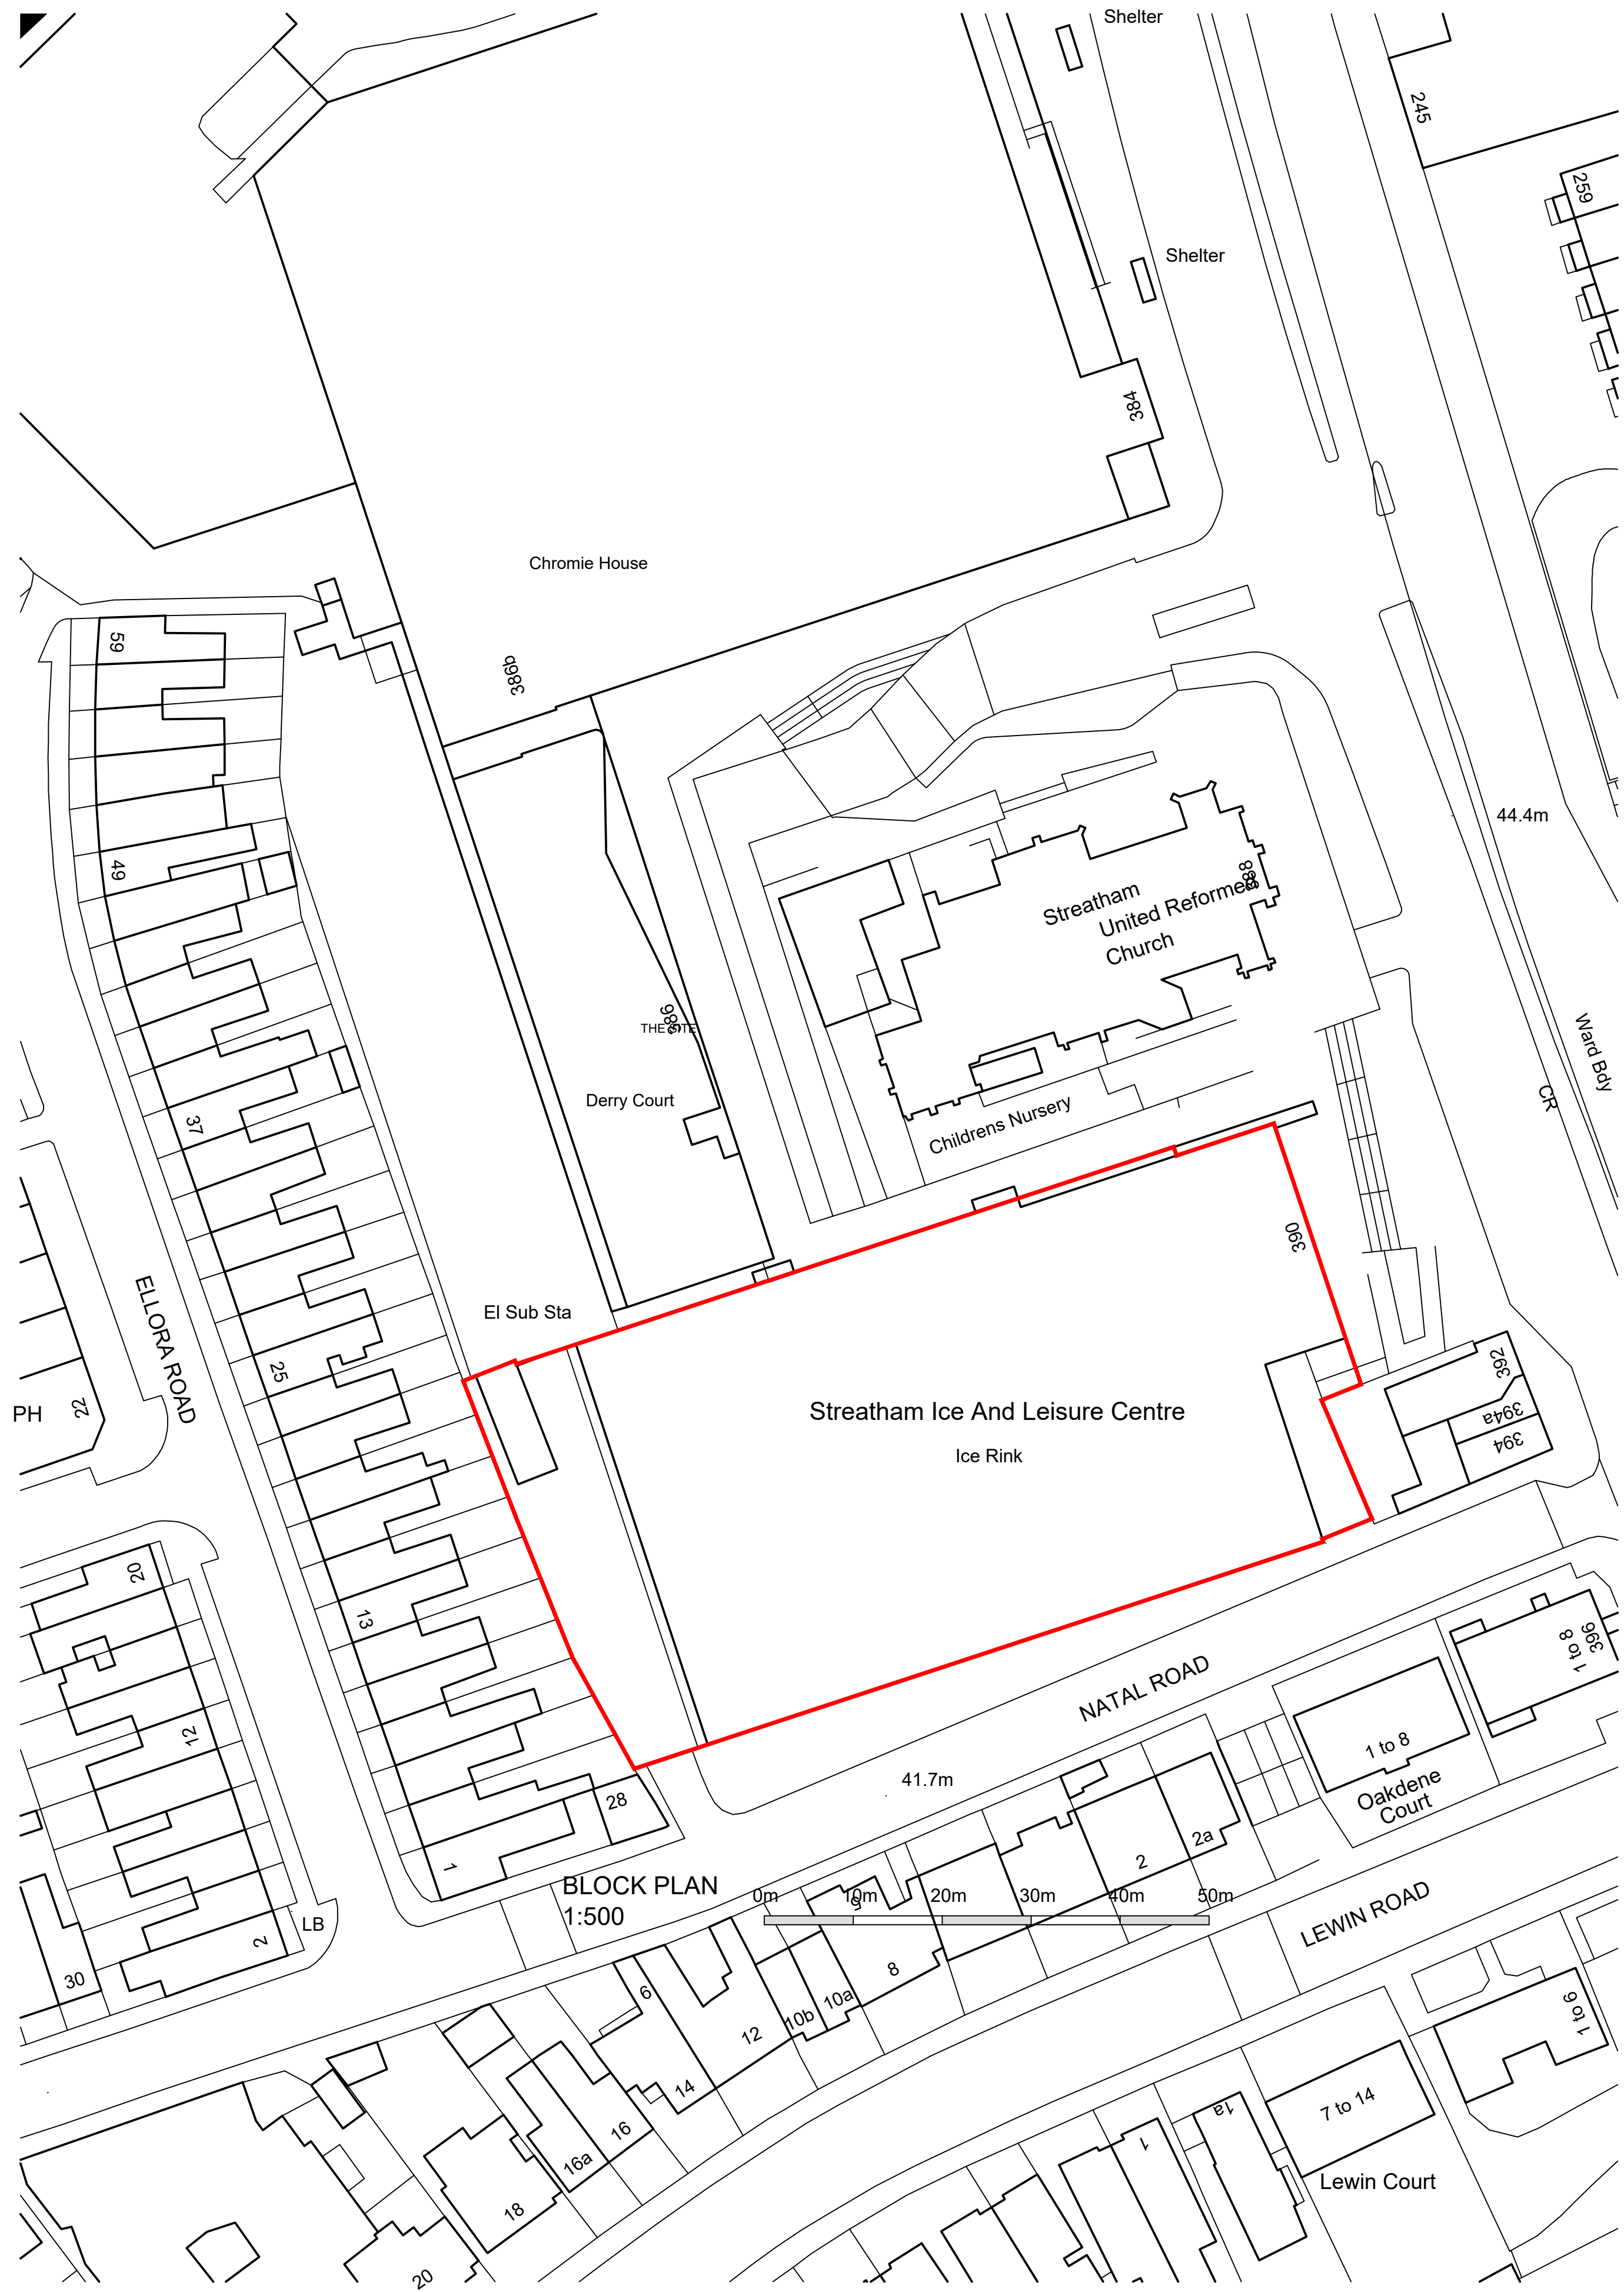 Shelter
245
259
Shelter
384
Chromie House
59
386b
44.4m
49
388
Streatham
United Reformed
Church
386
THE SITE
Derry Court
Ward Bdy
CR
37
Childrens Nursery
390
El Sub Sta
ELLORA ROAD
25
392
394a
394
PH
22
Streatham Ice And Leisure Centre
Ice Rink
20
13
396
1 to 8
NATAL ROAD
12
1 to 8
41.7m
Oakdene
Court
28
2a
2
1
BLOCK PLAN
1:500
0m
10m
20m
30m
40m
50m
LEWIN ROAD
LB
2
30
8
6
10a
10b
12
1 to 6
14
16
7 to 14
1a
1
16a
18
Lewin Court
20